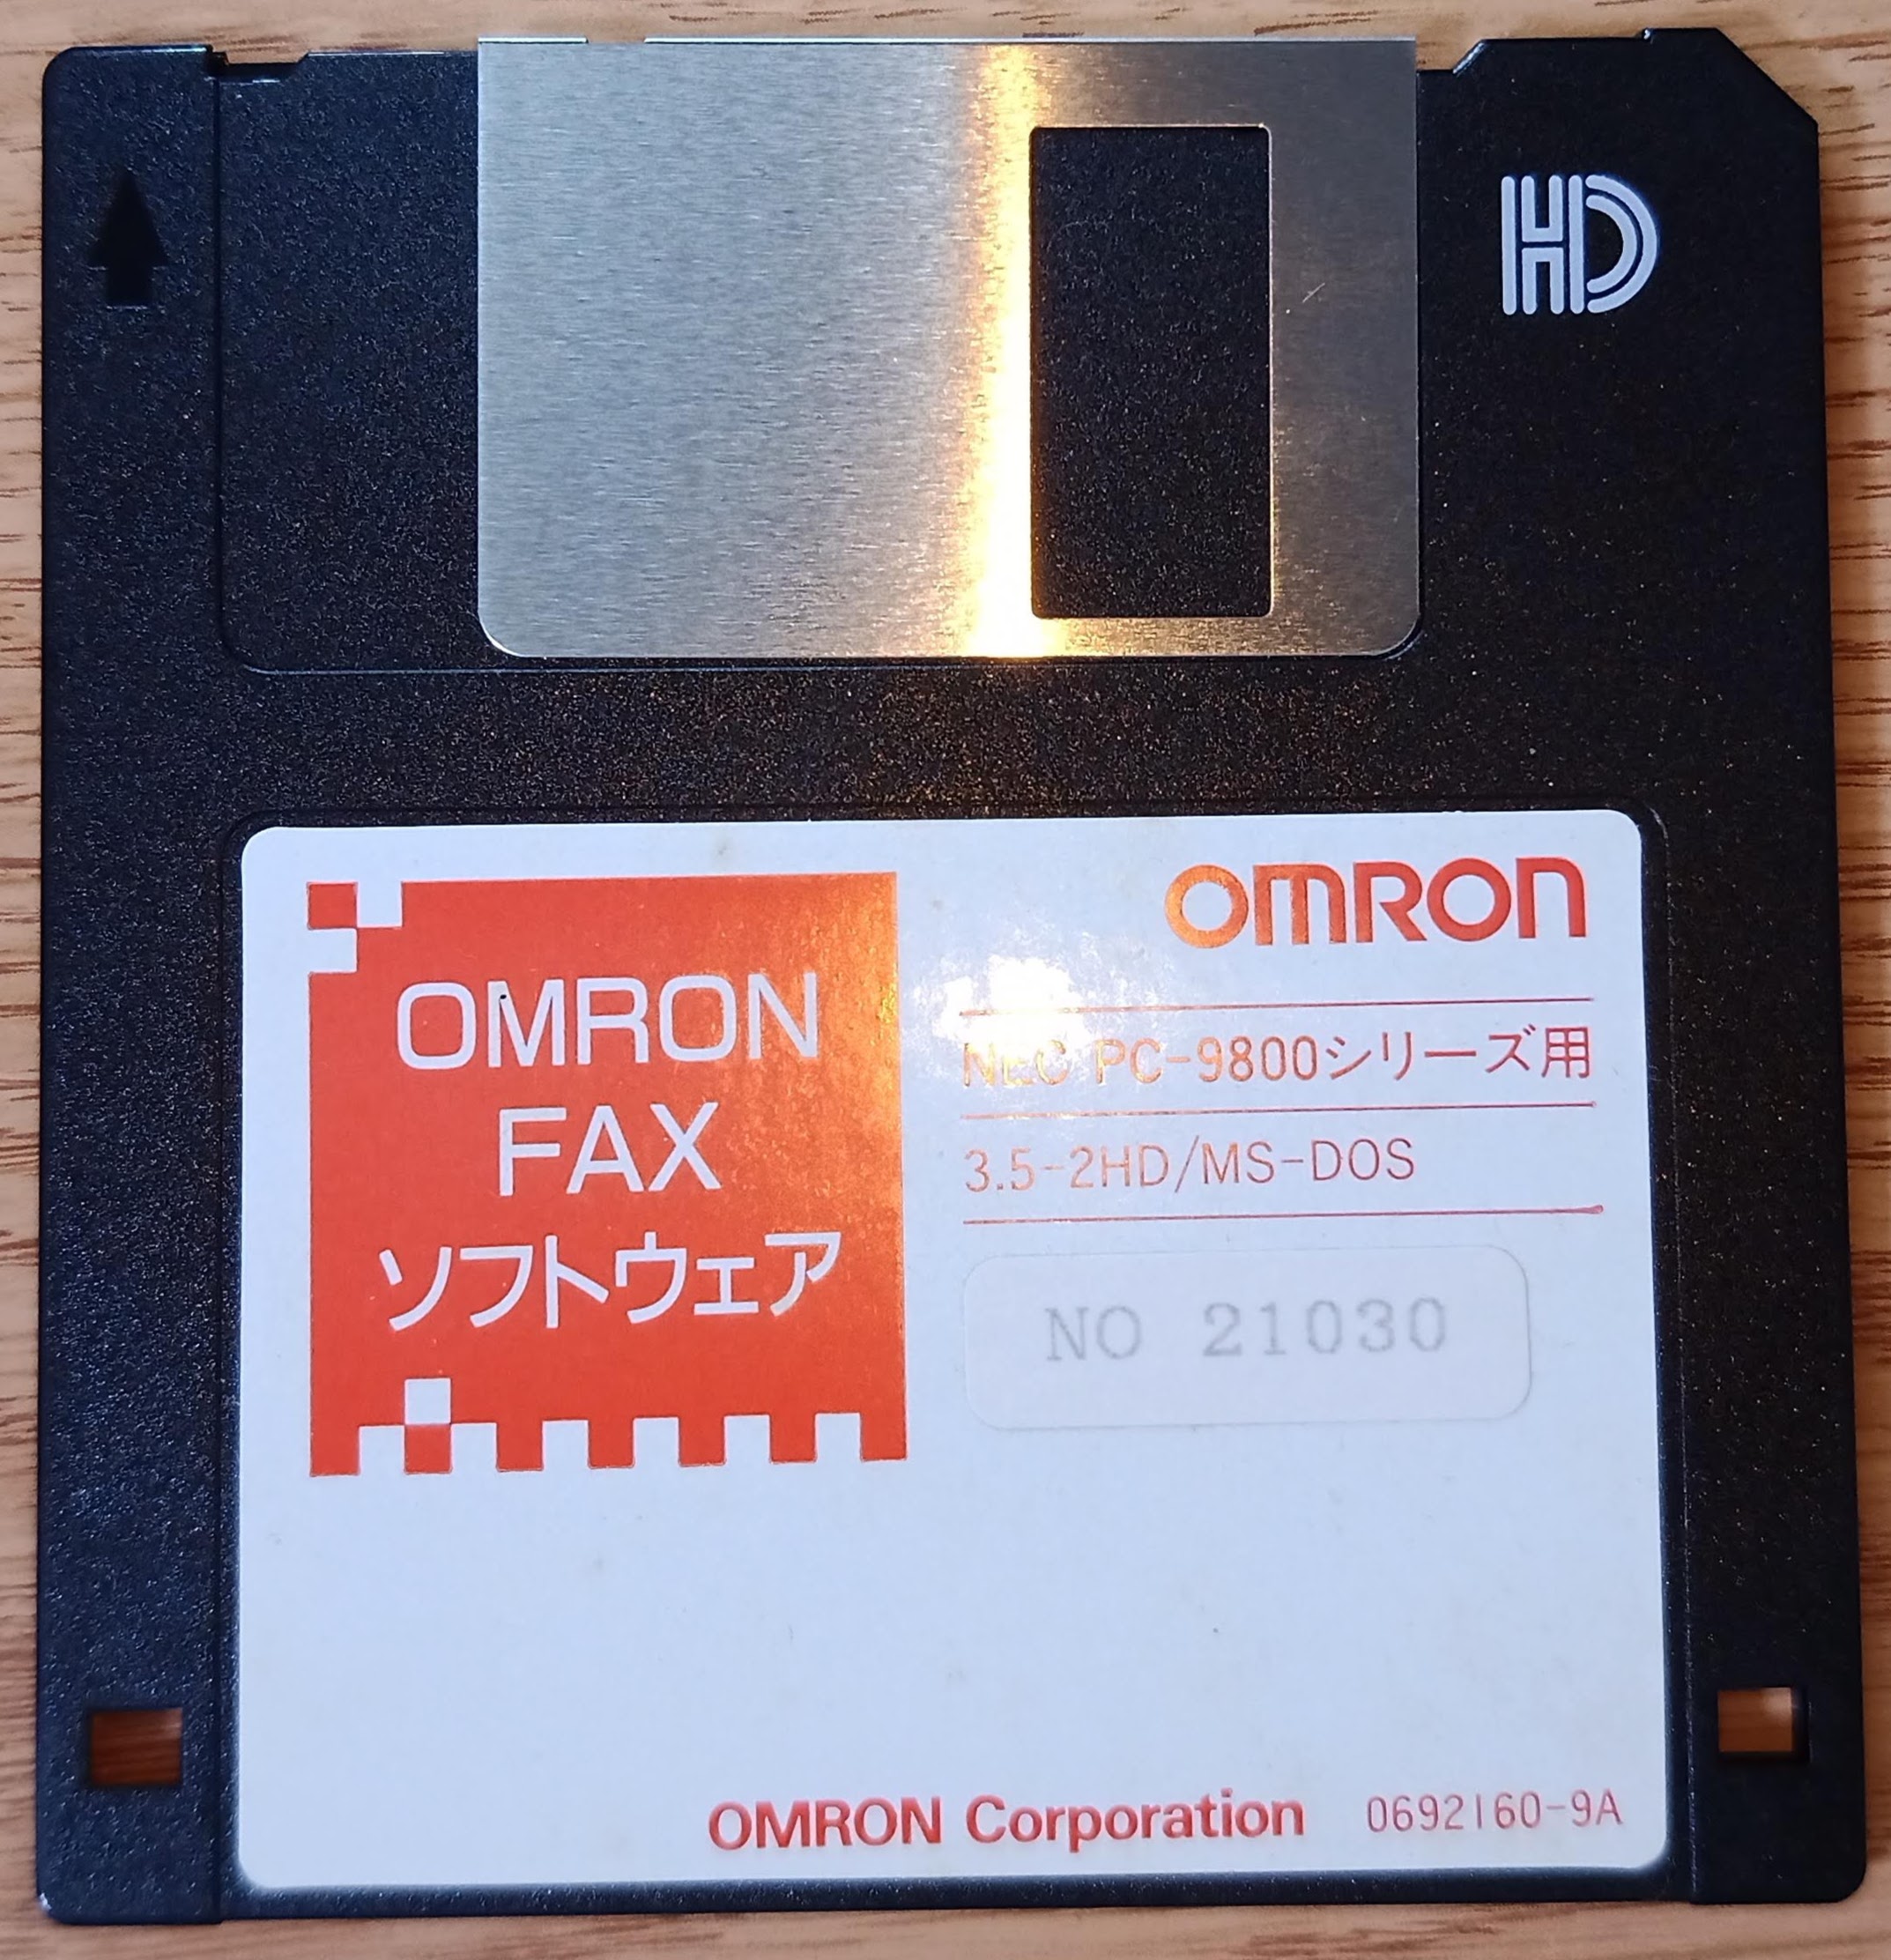 HD
OMRON
FAX
ソフトウェア
omron
NEC PC-9800シリーズ用
3.5-2HD/MS-DOS
NO 21030
OMRON Corporation 0692160-9A